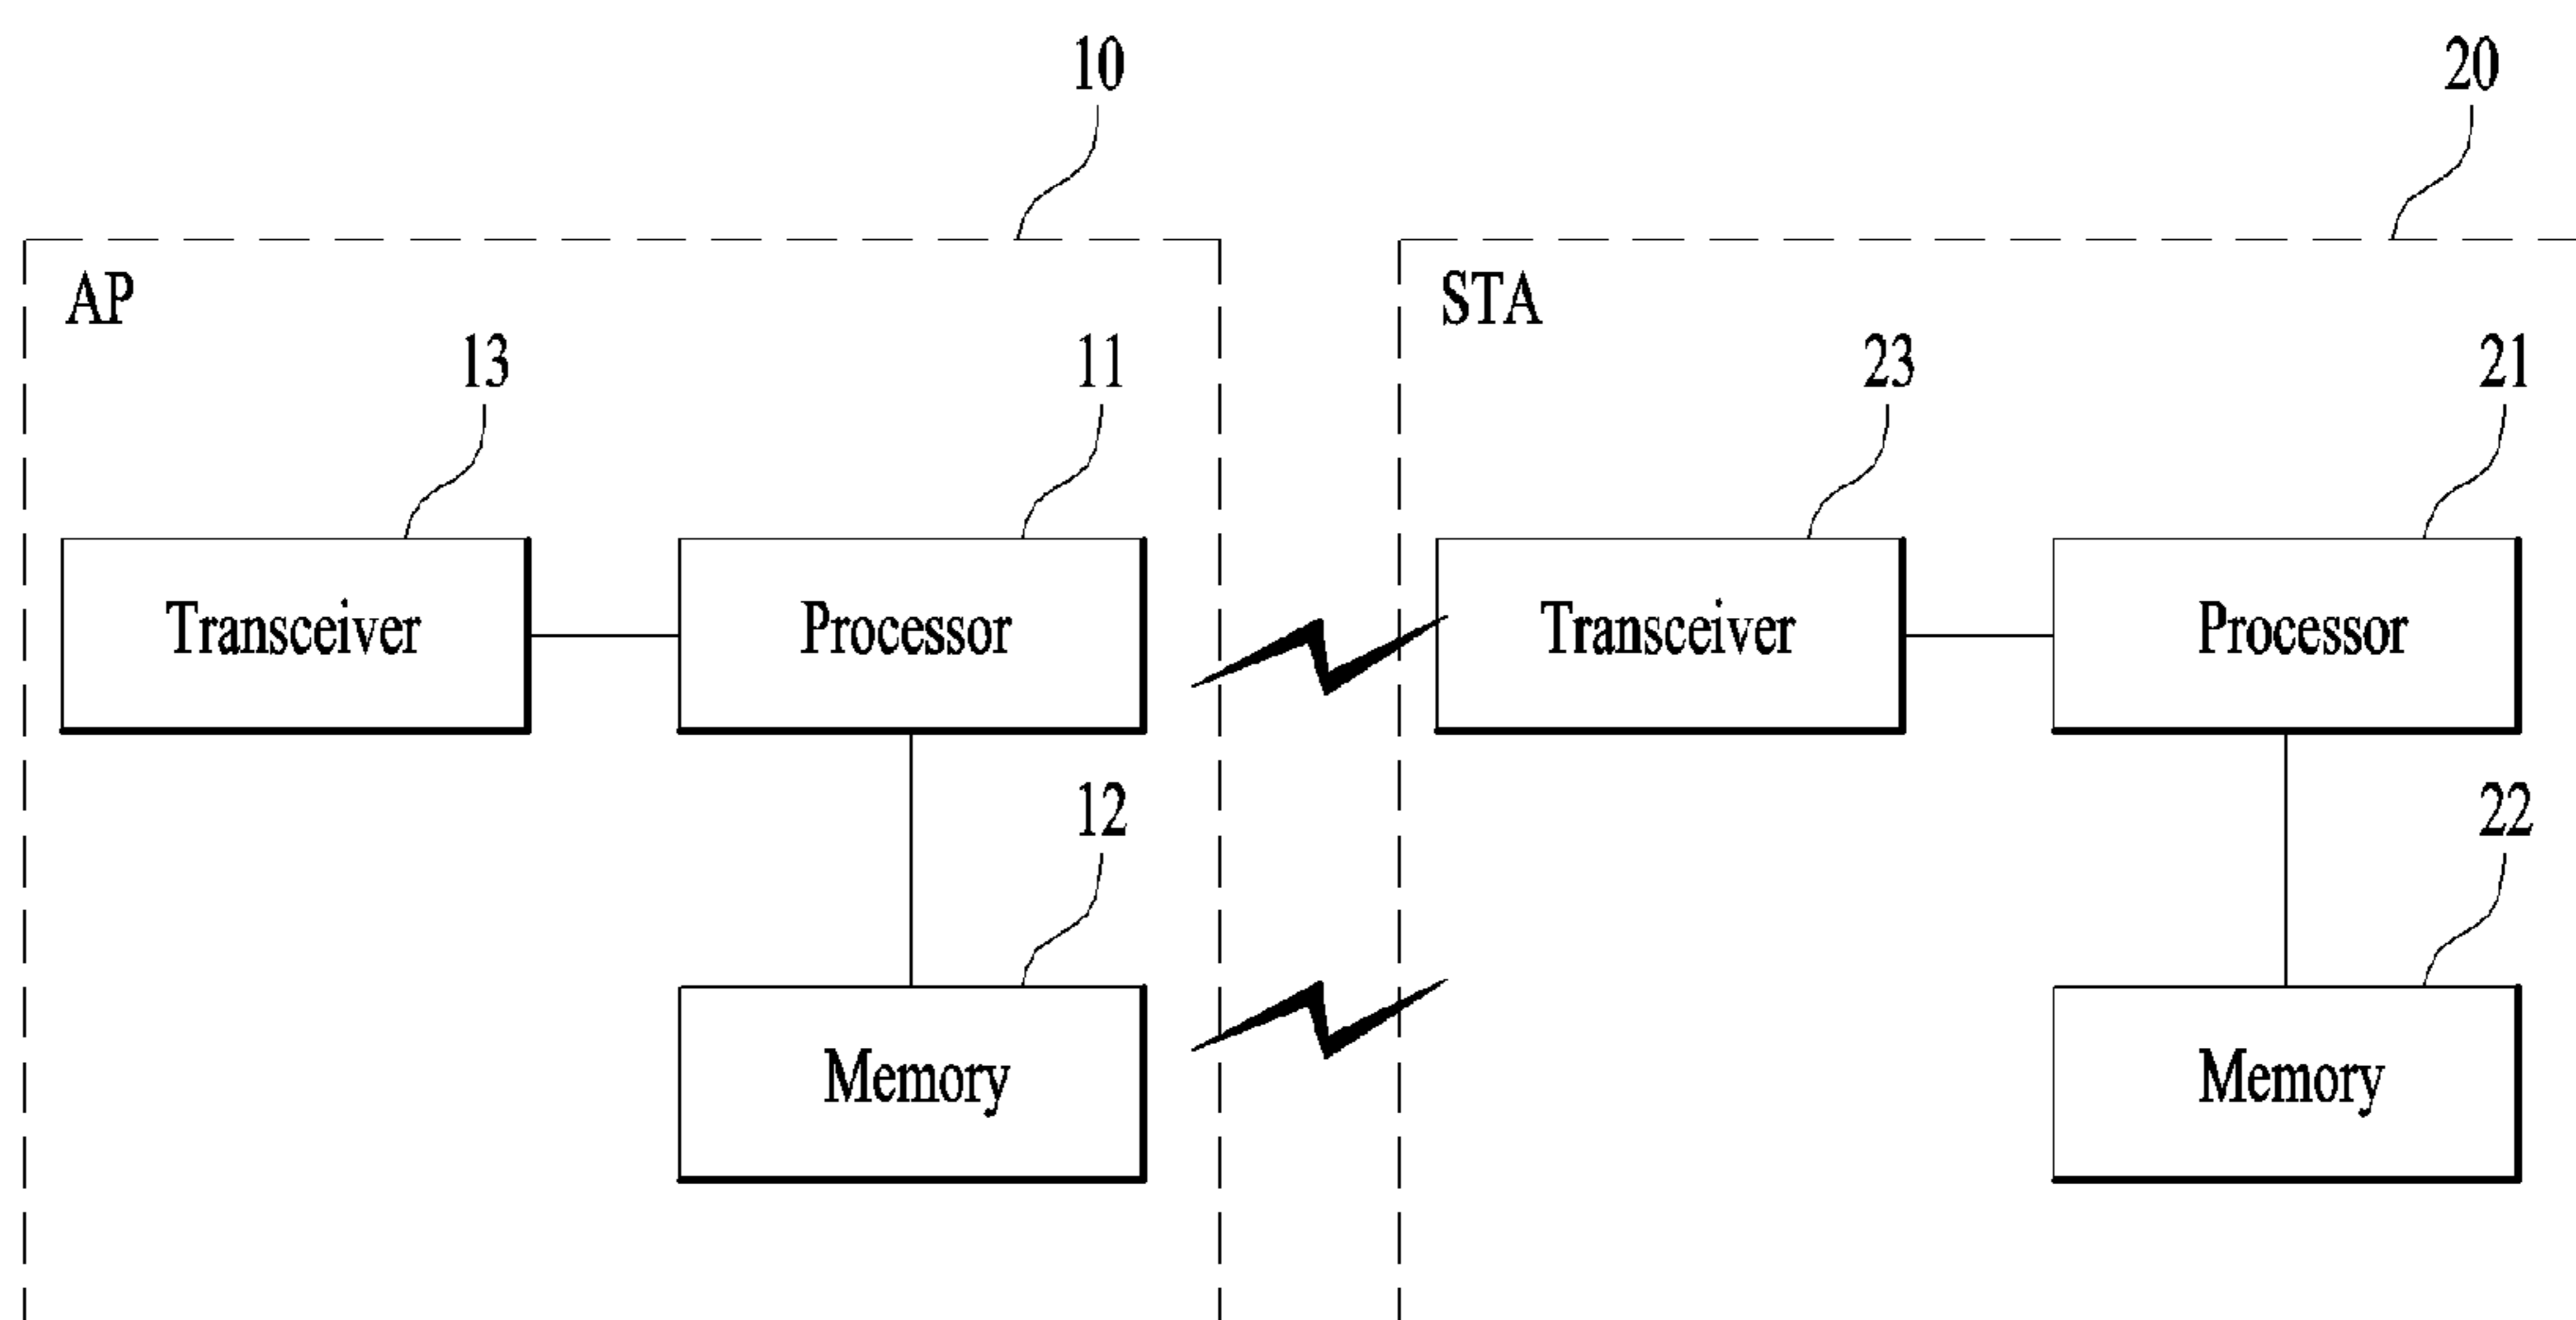 10 20
AP STA
13 11 23 21
Transceiver Processor Transceiver Processor
12 22
Memory Memory